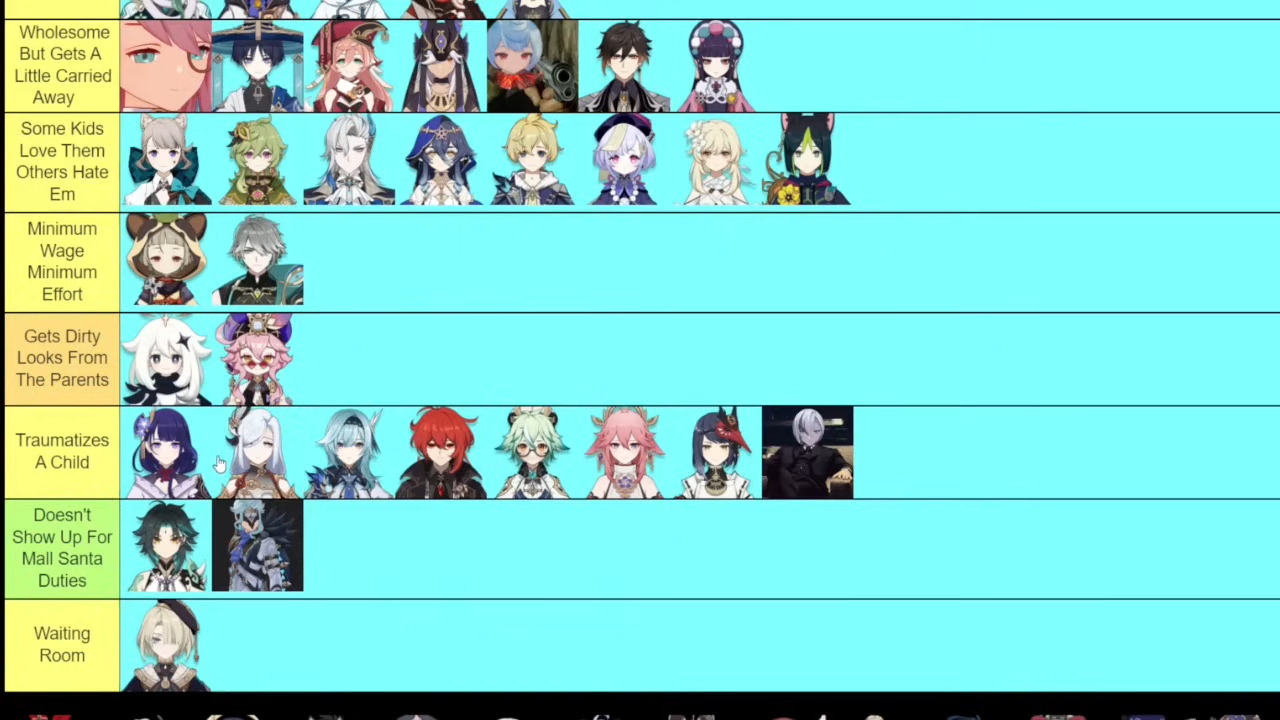 Wholesome
But Gets A
Little Carried
Away
Some Kids
Love Them
Others Hate
Em
Minimum
Wage
Minimum
Effort
Gets Dirty
Looks From
The Parents
Traumatizes
A Child
Doesn't
Show Up For
Mall Santa
Duties
Waiting
Room